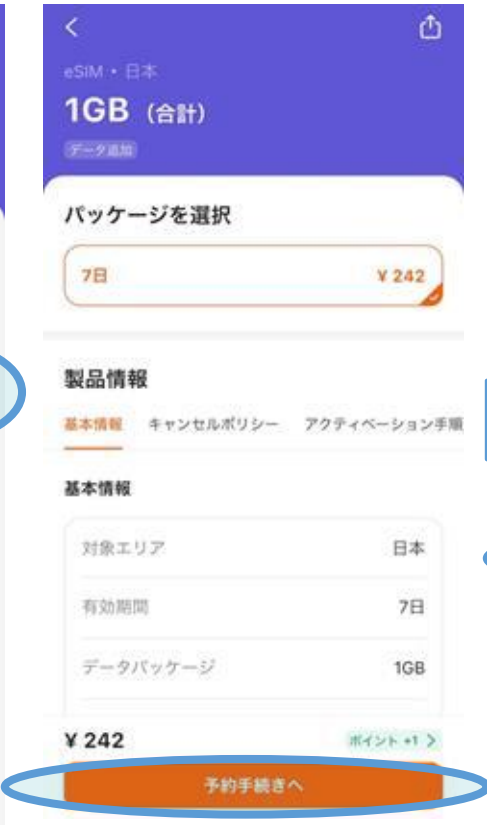 eSIM・日本
1GB (合計)
データ追加
パッケージを選択
7日 ¥ 242
製品情報
基本情報 キャンセルポリシー アクティベーション手順
基本情報
対象エリア 日本
有効期間 7日
データパッケージ 1GB
¥ 242 ポイント +1 >
予約手続きへ